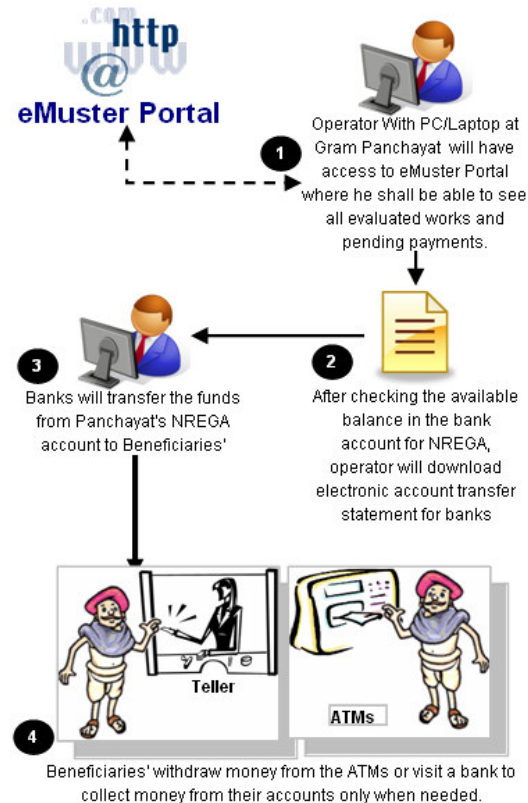 .com
http
www
@
eMuster Portal
1
Operator With PC/Laptop at
Gram Panchayat will have
access to eMuster Portal
where he shall be able to see
all evaluated works and
pending payments.
2
After checking the available
balance in the bank
account for NREGA,
operator will download
electronic account transfer
statement for banks
3
Banks will transfer the funds
from Panchayat's NREGA
account to Beneficiaries'
Teller
ATMs
4
Beneficiaries' withdraw money from the ATMs or visit a bank to
collect money from their accounts only when needed.